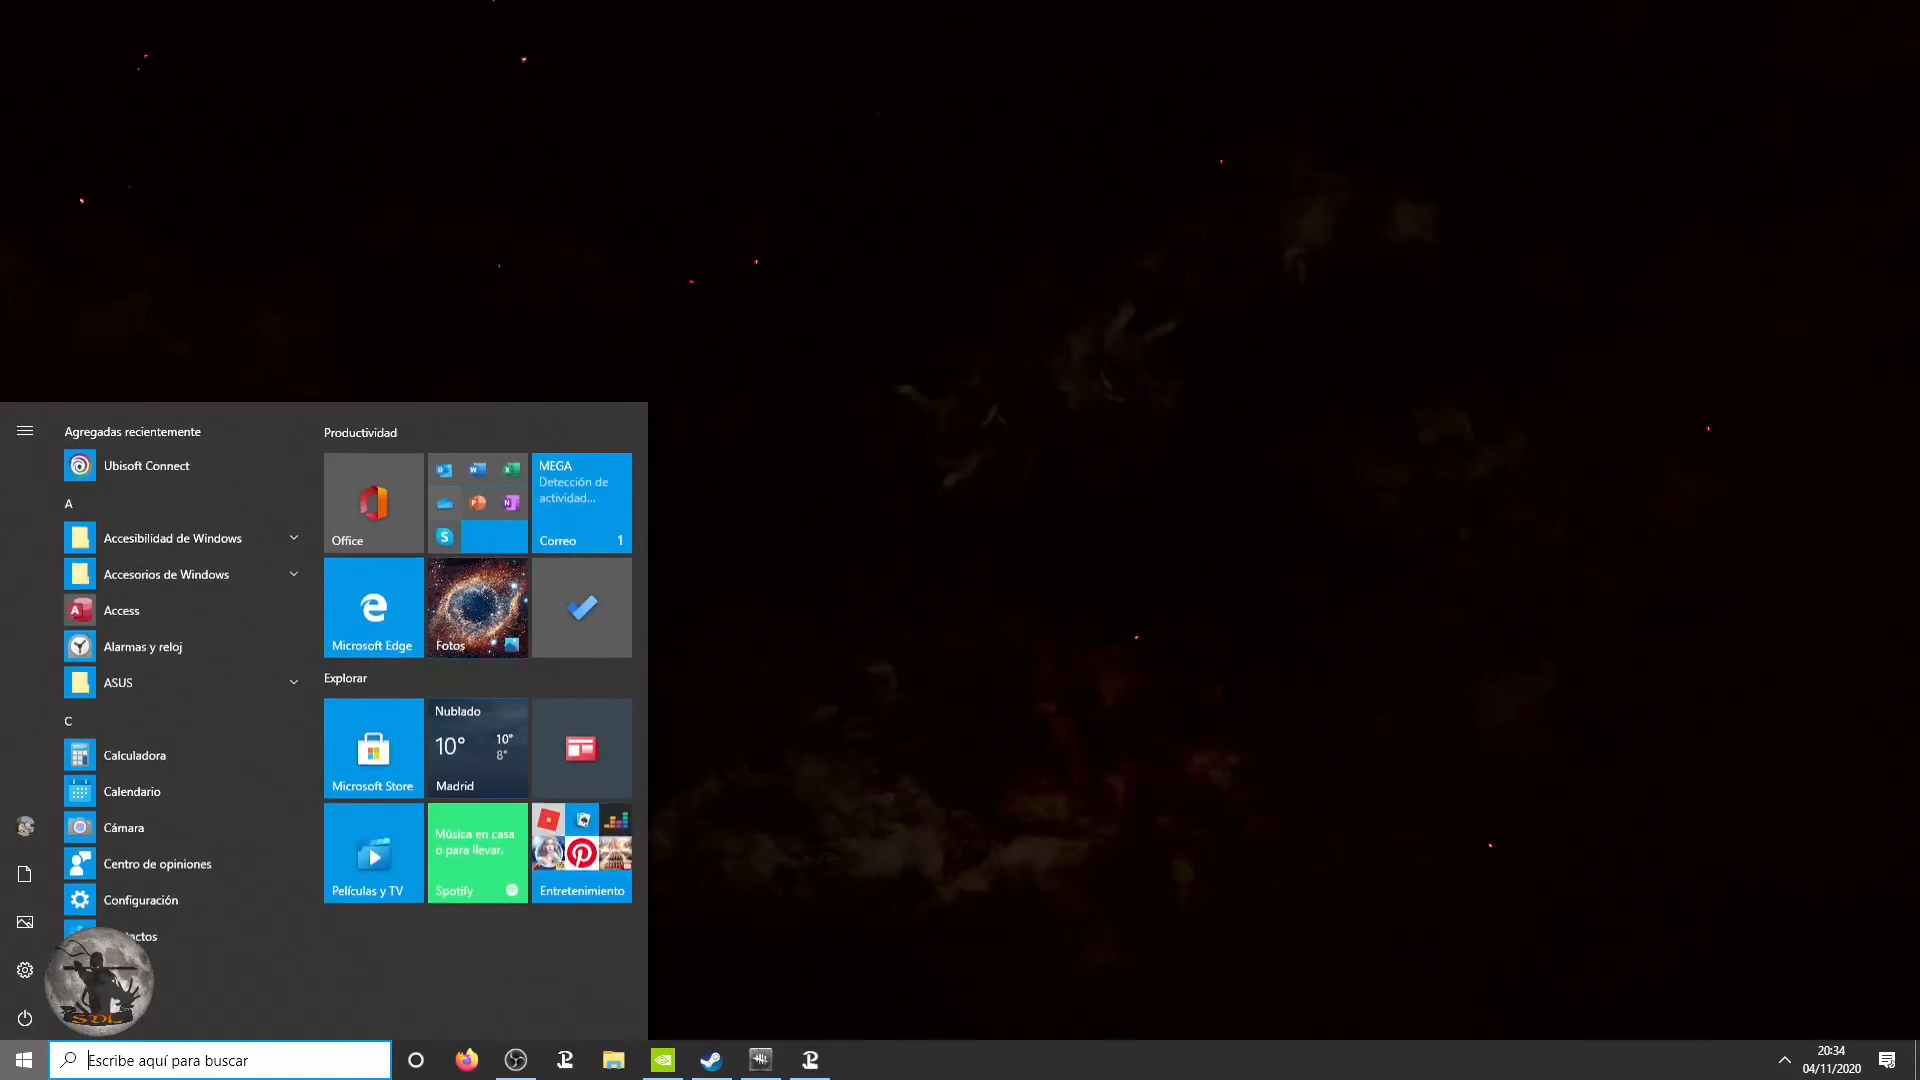 Agregadas recientemente
Ubisoft Connect
A
Accesibilidad de Windows
Accesorios de Windows
Access
Alarmas y reloj
ASUS
C
Calculadora
Calendario
Cámara
Centro de opiniones
Configuración
Productividad
Office
MEGA
Detección de
actividad...
Correo 1
Microsoft Edge
Fotos
Explorar
Microsoft Store
Nublado
10° 10°
8°
Madrid
Películas y TV
Música en casa
o para llevar.
Spotify
Entretenimiento
SDL
Escribe aquí para buscar
20:34
04/11/2020